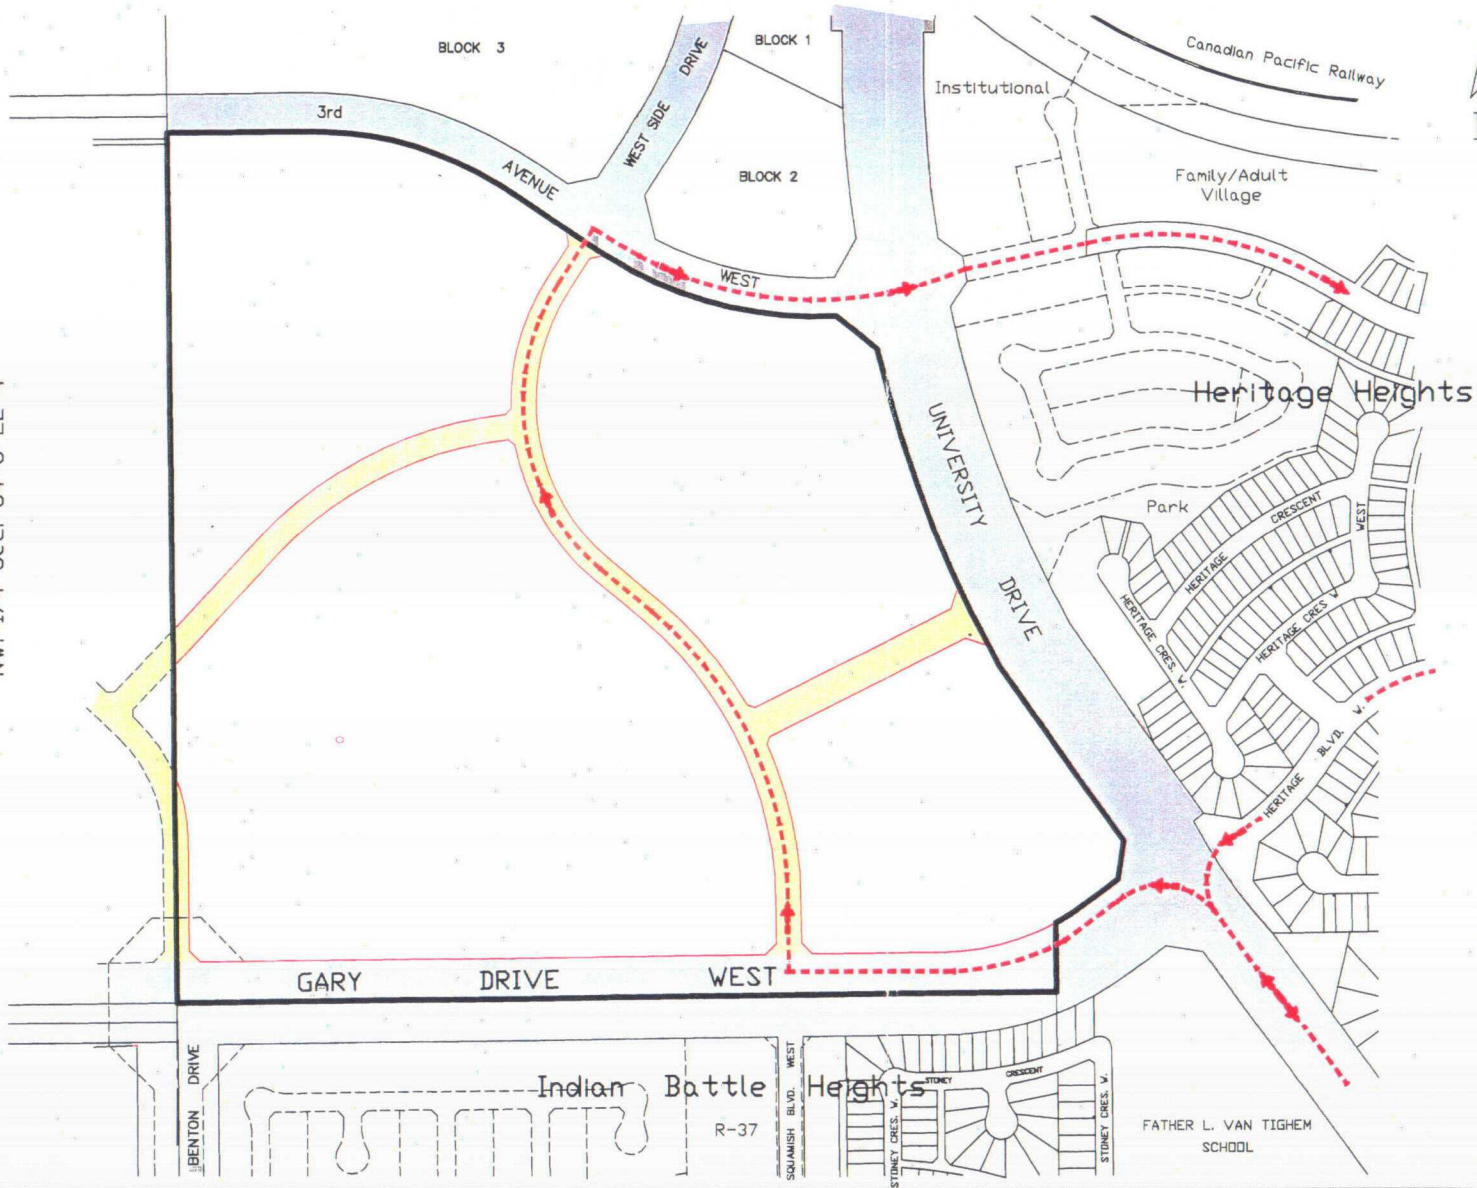 BLOCK 3
BLOCK 1
WEST SIDE DRIVE
Canadian Pacific Railway
Institutional
3rd
AVENUE
WEST
BLOCK 2
Family/Adult
Village
Heritage Heights
UNIVERSITY
DRIVE
Park
HERITAGE
CRESCENT
WEST
HERITAGE CRES. W.
HERITAGE CRES W.
HERITAGE BLVD. W.
GARY DRIVE WEST
BENTON DRIVE
Indian Battle Heights
R-37
SQUAMISH BLVD. WEST
STONEY CRESCENT
STONEY CRES. W.
STONEY CRES. W.
FATHER L. VAN TIGHEM
SCHOOL